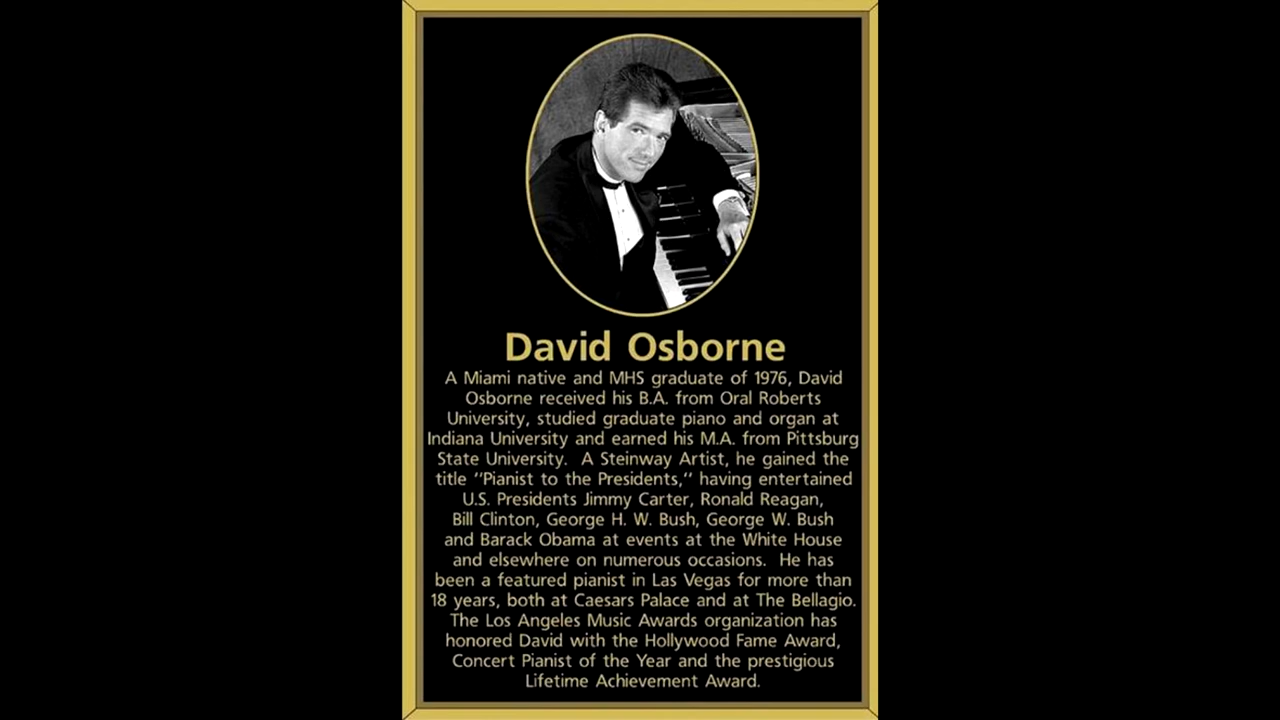 David Osborne
A Miami native and MHS graduate of 1976, David
Osborne received his B.A. from Oral Roberts
University, studied graduate piano and organ at
Indiana University and earned his M.A. from Pittsburg
State University.  A Steinway Artist, he gained the
title "Pianist to the Presidents," having entertained
U.S. Presidents Jimmy Carter, Ronald Reagan,
Bill Clinton, George H. W. Bush, George W. Bush
and Barack Obama at events at the White House
and elsewhere on numerous occasions.  He has
been a featured pianist in Las Vegas for more than
18 years, both at Caesars Palace and at The Bellagio.
The Los Angeles Music Awards organization has
honored David with the Hollywood Fame Award,
Concert Pianist of the Year and the prestigious
Lifetime Achievement Award.